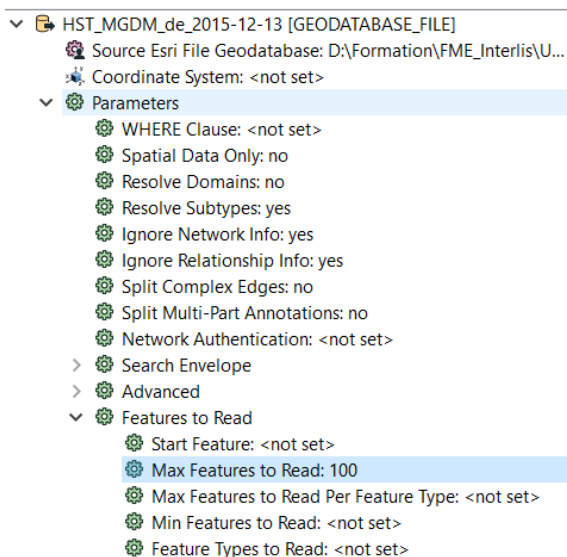 HST_MGDM_de_2015-12-13 [GEODATABASE_FILE]
Source Esri File Geodatabase: D:\Formation\FME_Interlis\U...
Coordinate System: <not set>
Parameters
WHERE Clause: <not set>
Spatial Data Only: no
Resolve Domains: no
Resolve Subtypes: yes
Ignore Network Info: yes
Ignore Relationship Info: yes
Split Complex Edges: no
Split Multi-Part Annotations: no
Network Authentication: <not set>
Search Envelope
Advanced
Features to Read
Start Feature: <not set>
Max Features to Read: 100
Max Features to Read Per Feature Type: <not set>
Min Features to Read: <not set>
Feature Types to Read: <not set>